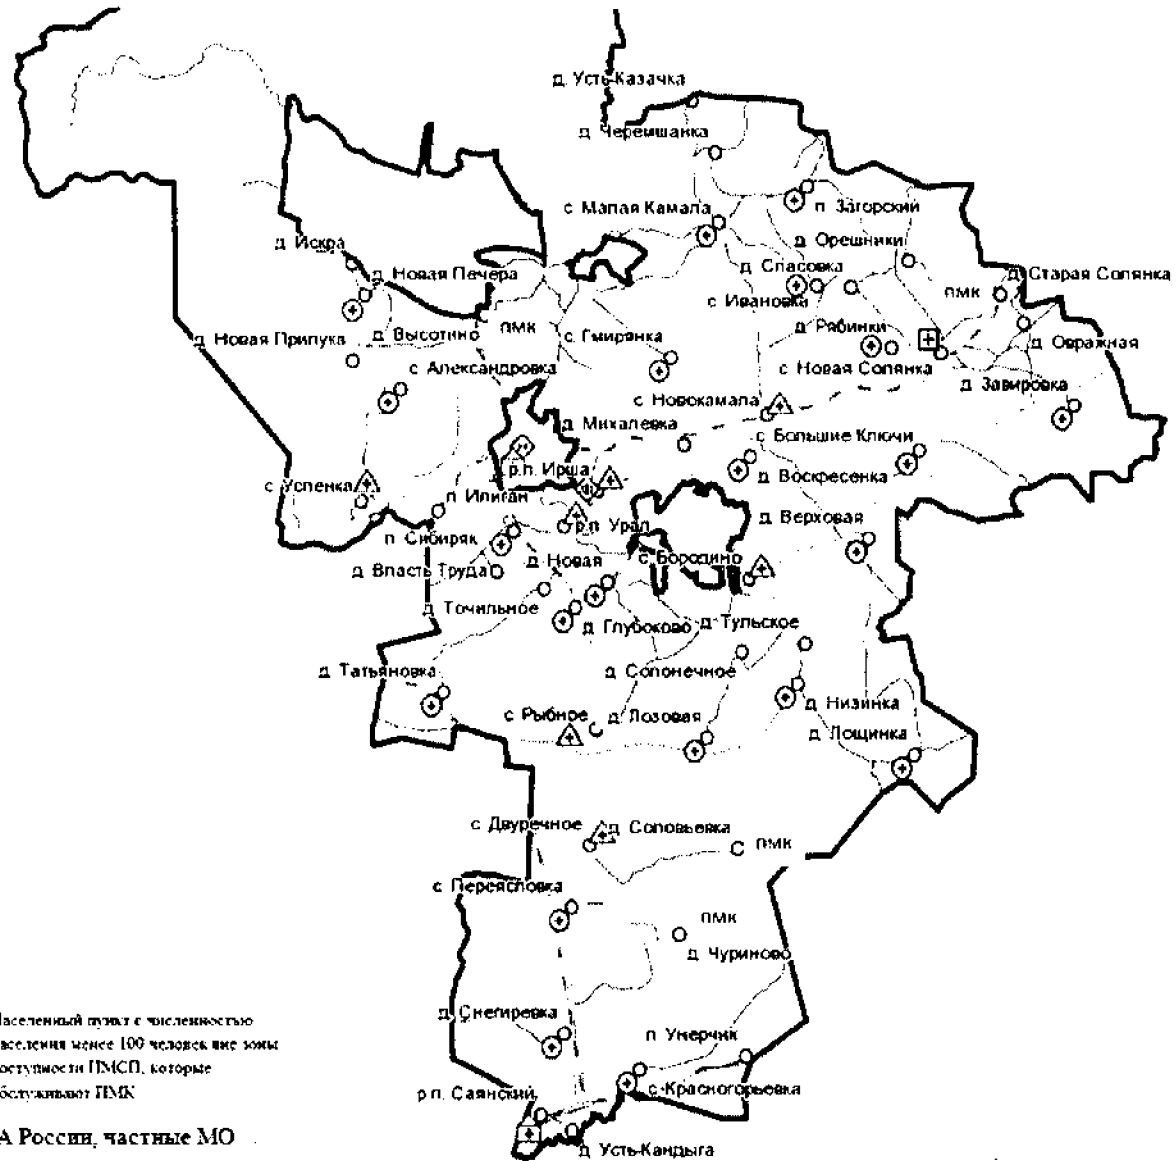 д. Усть-Казачка
д. Черемшанка
с. Малая Камала
п. Загорский
д. Искра
д. Орешники
д. Новая Печера
д. Спасовка
д. Старая Солянка
с. Ивановка
ПМК
д. Новая Прилука
д. Высотино
ПМК
с. Гмирянка
д. Рябинки
д. Овражная
с. Александровка
с. Новая Солянка
д. Завировка
с. Новокамала
д. Михалевка
с. Большие Ключи
с. Успенка
р.п. Ирша
д. Воскресенка
п. Илиган
п. Сибиряк
р.п. Урал
д. Верховая
д. Власть Труда
д. Новая
с. Бородино
д. Точильное
д. Глубоково
д. Тульское
д. Татьяновка
д. Солонечное
с. Рыбное
д. Лозовая
д. Низинка
д. Лощинка
с. Двуречное
д. Соловьевка
ПМК
с. Переясловка
ПМК
д. Чуриново
д. Снегиревка
п. Унерчик
р.п. Саянский
с. Красногорьевка
д. Усть-Кандыга
населенный пункт с численностью
населения менее 100 человек вне зоны
доступности ПМСП, которые
обслуживают ПМК
А России, частные МО